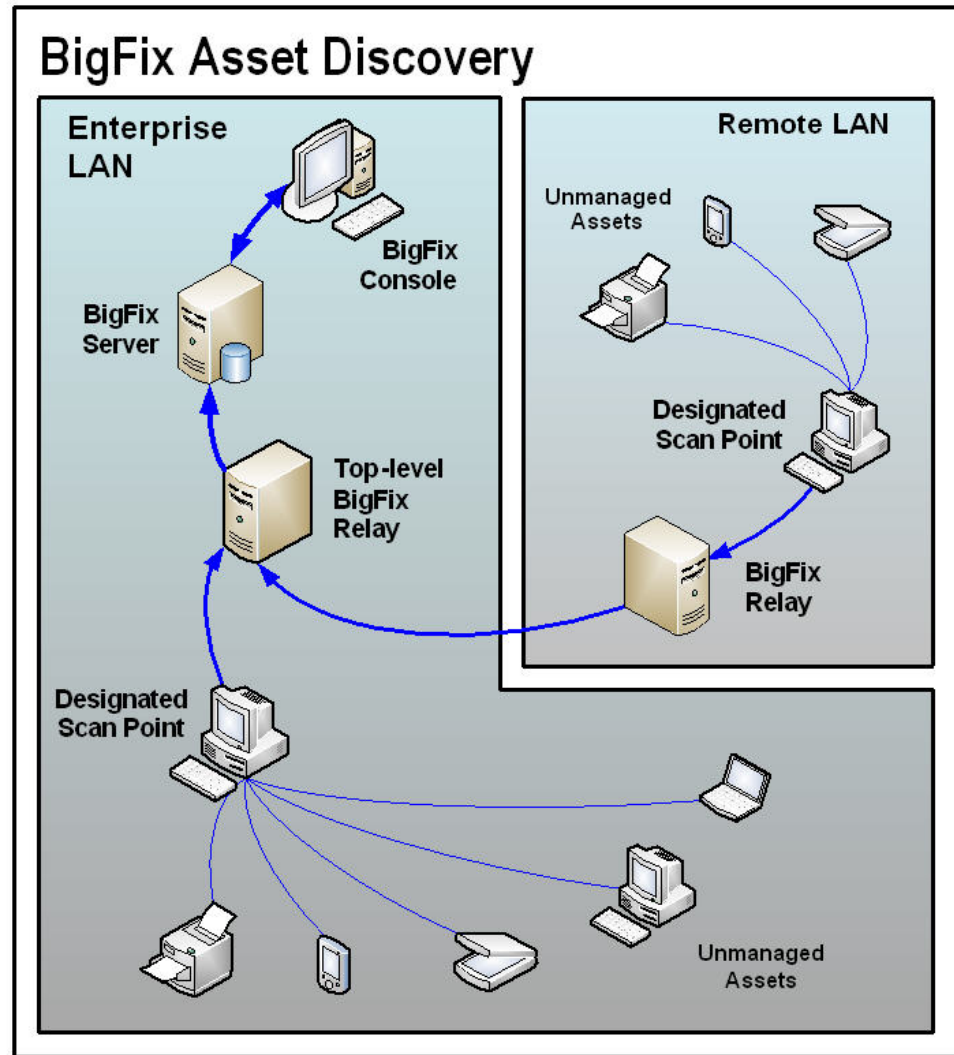 BigFix Asset Discovery
Enterprise
LAN
BigFix
Console
BigFix
Server
Top-level
BigFix
Relay
Designated
Scan Point
Unmanaged
Assets
Remote LAN
Unmanaged
Assets
Designated
Scan Point
BigFix
Relay